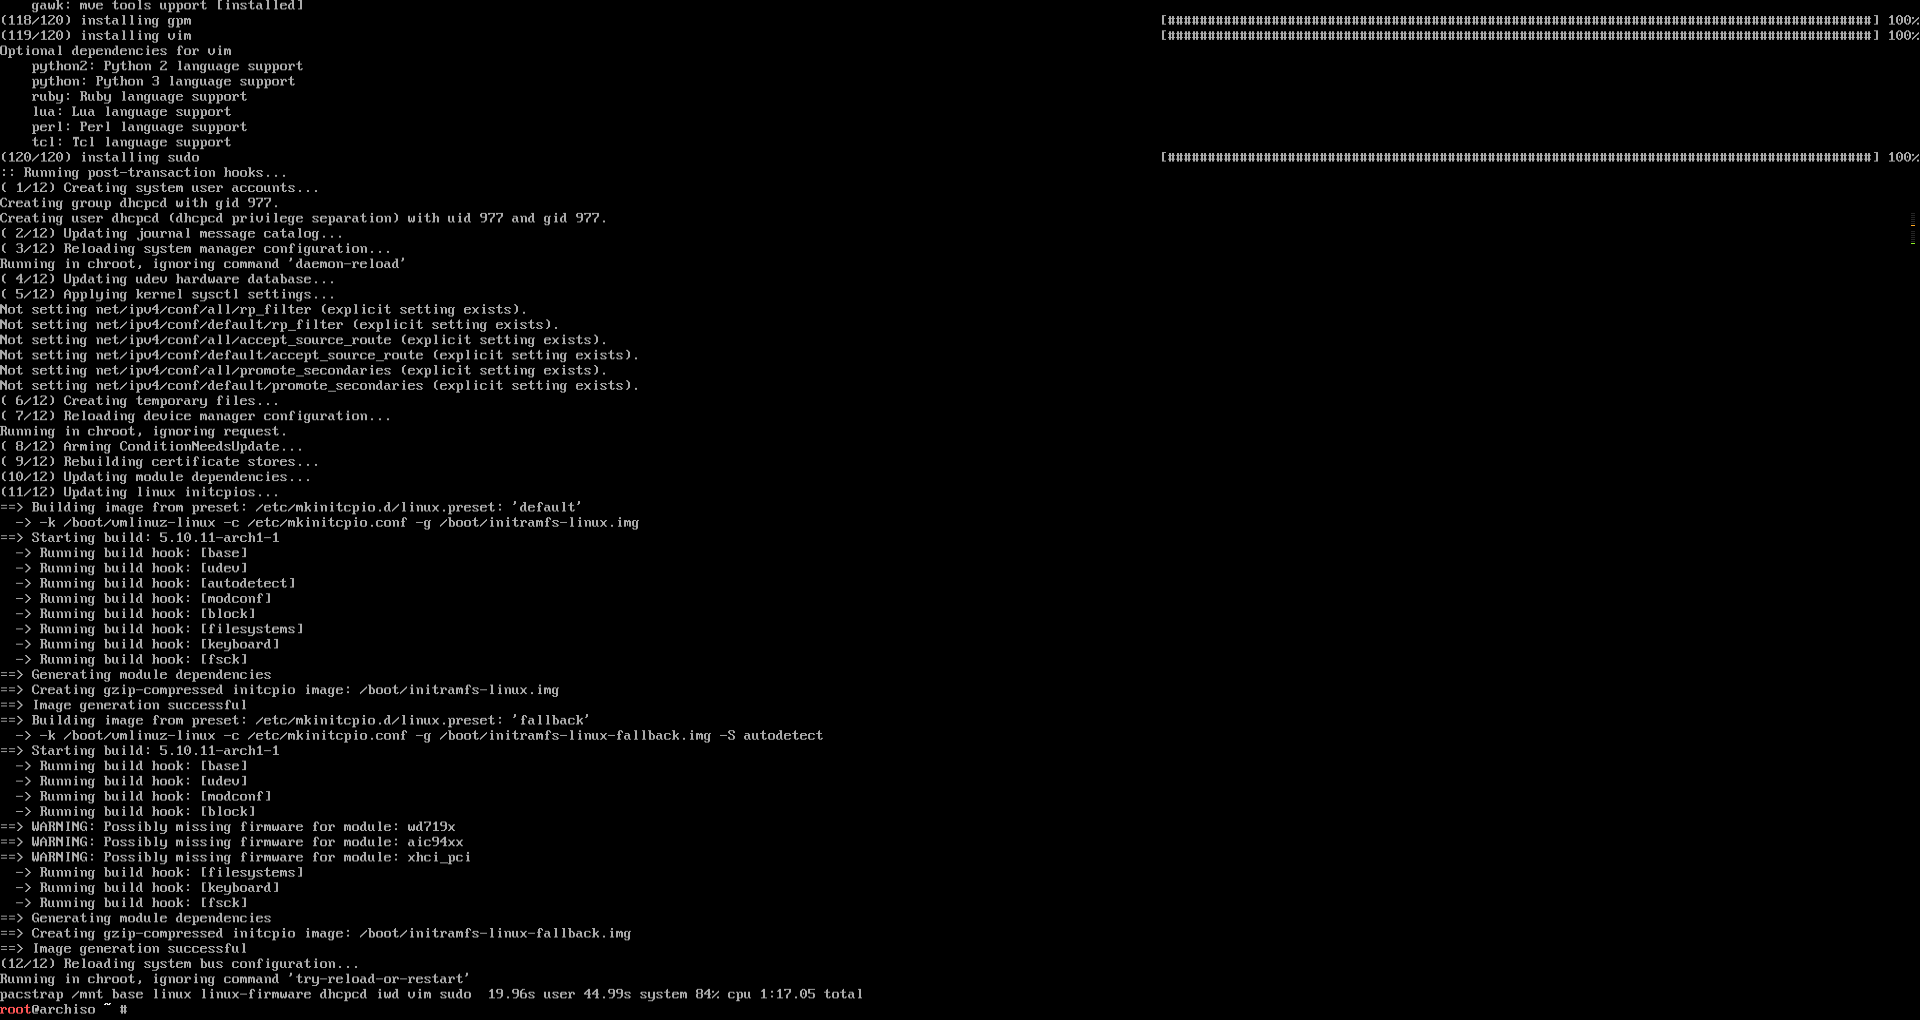 gawk: mve tools upport [installed]
(118/120) installing gpm [########################################################################################] 100%
(119/120) installing vim [########################################################################################] 100%
Optional dependencies for vim
    python2: Python 2 language support
    python: Python 3 language support
    ruby: Ruby language support
    lua: Lua language support
    perl: Perl language support
    tcl: Tcl language support
(120/120) installing sudo [########################################################################################] 100%
:: Running post-transaction hooks...
( 1/12) Creating system user accounts...
Creating group dhcpcd with gid 977.
Creating user dhcpcd (dhcpcd privilege separation) with uid 977 and gid 977.
( 2/12) Updating journal message catalog...
( 3/12) Reloading system manager configuration...
Running in chroot, ignoring command 'daemon-reload'
( 4/12) Updating udev hardware database...
( 5/12) Applying kernel sysctl settings...
Not setting net/ipv4/conf/all/rp_filter (explicit setting exists).
Not setting net/ipv4/conf/default/rp_filter (explicit setting exists).
Not setting net/ipv4/conf/all/accept_source_route (explicit setting exists).
Not setting net/ipv4/conf/default/accept_source_route (explicit setting exists).
Not setting net/ipv4/conf/all/promote_secondaries (explicit setting exists).
Not setting net/ipv4/conf/default/promote_secondaries (explicit setting exists).
( 6/12) Creating temporary files...
( 7/12) Reloading device manager configuration...
Running in chroot, ignoring request.
( 8/12) Arming ConditionNeedsUpdate...
( 9/12) Rebuilding certificate stores...
(10/12) Updating module dependencies...
(11/12) Updating linux initcpios...
==> Building image from preset: /etc/mkinitcpio.d/linux.preset: 'default'
  -> -k /boot/vmlinuz-linux -c /etc/mkinitcpio.conf -g /boot/initramfs-linux.img
==> Starting build: 5.10.11-arch1-1
  -> Running build hook: [base]
  -> Running build hook: [udev]
  -> Running build hook: [autodetect]
  -> Running build hook: [modconf]
  -> Running build hook: [block]
  -> Running build hook: [filesystems]
  -> Running build hook: [keyboard]
  -> Running build hook: [fsck]
==> Generating module dependencies
==> Creating gzip-compressed initcpio image: /boot/initramfs-linux.img
==> Image generation successful
==> Building image from preset: /etc/mkinitcpio.d/linux.preset: 'fallback'
  -> -k /boot/vmlinuz-linux -c /etc/mkinitcpio.conf -g /boot/initramfs-linux-fallback.img -S autodetect
==> Starting build: 5.10.11-arch1-1
  -> Running build hook: [base]
  -> Running build hook: [udev]
  -> Running build hook: [modconf]
  -> Running build hook: [block]
==> WARNING: Possibly missing firmware for module: wd719x
==> WARNING: Possibly missing firmware for module: aic94xx
==> WARNING: Possibly missing firmware for module: xhci_pci
  -> Running build hook: [filesystems]
  -> Running build hook: [keyboard]
  -> Running build hook: [fsck]
==> Generating module dependencies
==> Creating gzip-compressed initcpio image: /boot/initramfs-linux-fallback.img
==> Image generation successful
(12/12) Reloading system bus configuration...
Running in chroot, ignoring command 'try-reload-or-restart'
pacstrap /mnt base linux linux-firmware dhcpcd iwd vim sudo  19.96s user 44.99s system 84% cpu 1:17.05 total
root@archiso ~ #